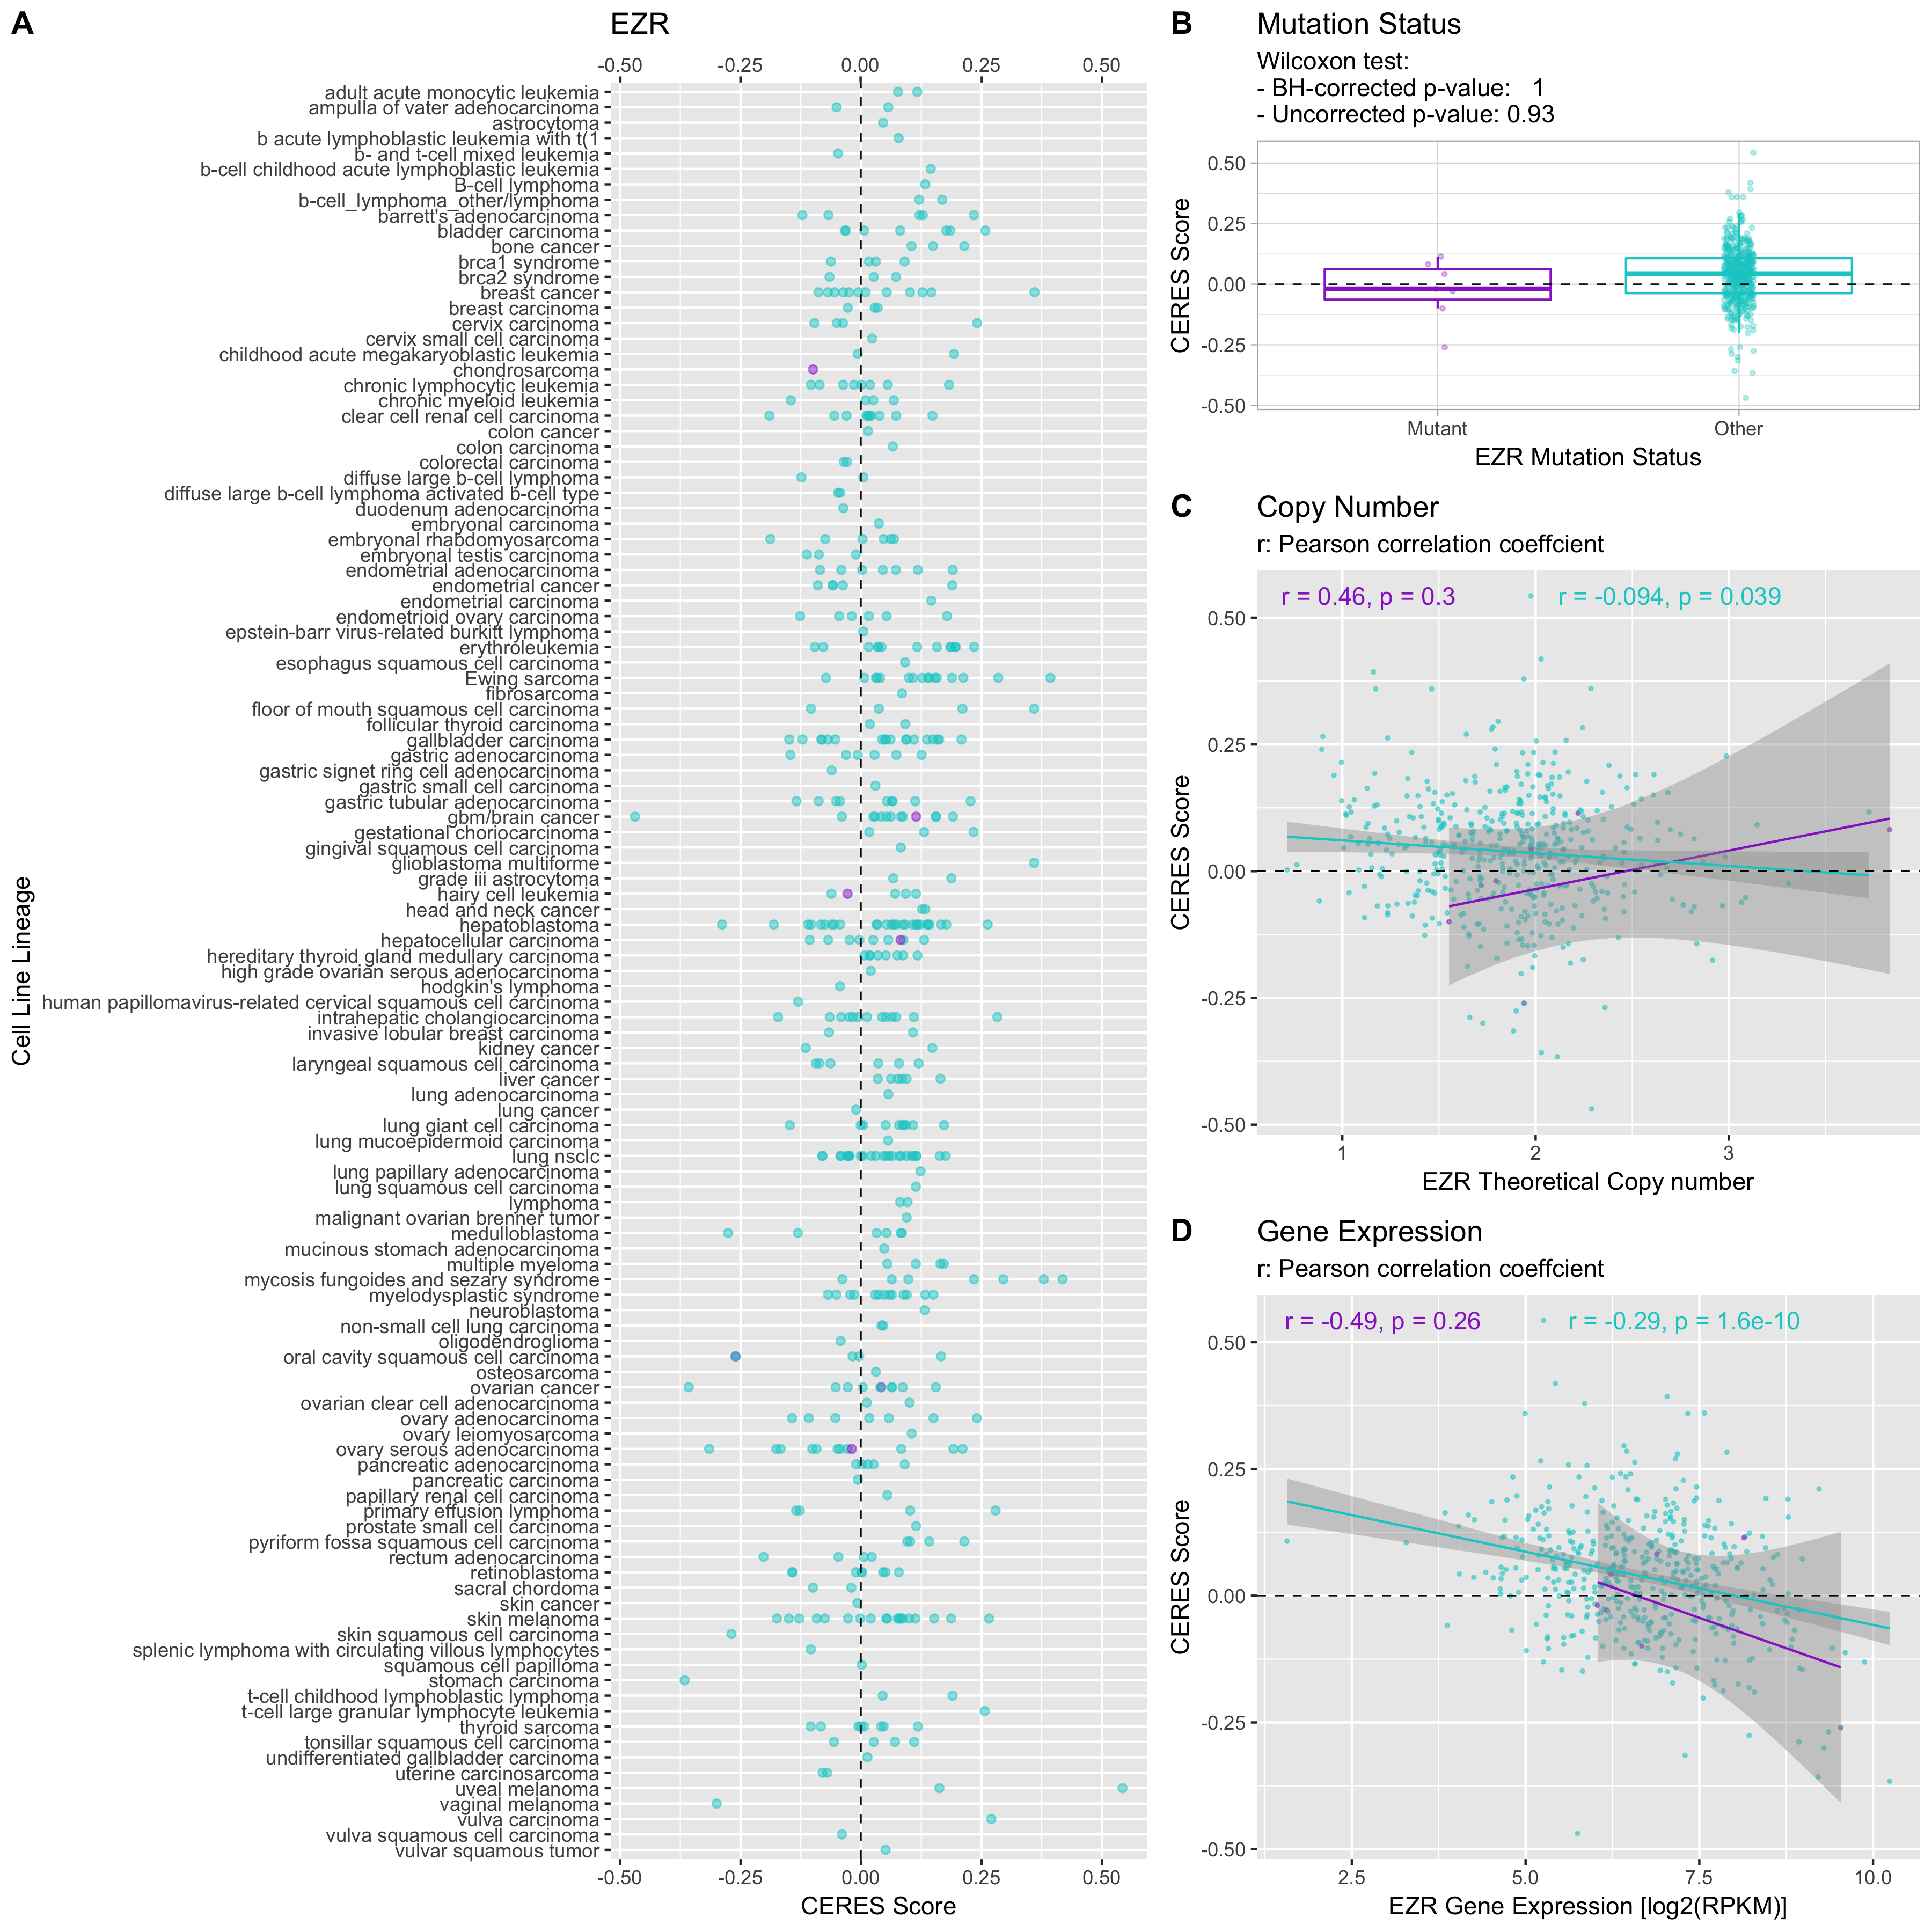 A
EZR
-0.50 -0.25 0.00 0.25 0.50
Cell Line Lineage
adult acute monocytic leukemia
ampulla of vater adenocarcinoma
astrocytoma
b acute lymphoblastic leukemia with t(1
b- and t-cell mixed leukemia
b-cell childhood acute lymphoblastic leukemia
B-cell lymphoma
b-cell_lymphoma_other/lymphoma
barrett's adenocarcinoma
bladder carcinoma
bone cancer
brca1 syndrome
brca2 syndrome
breast cancer
breast carcinoma
cervix carcinoma
cervix small cell carcinoma
childhood acute megakaryoblastic leukemia
chondrosarcoma
chronic lymphocytic leukemia
chronic myeloid leukemia
clear cell renal cell carcinoma
colon cancer
colon carcinoma
colorectal carcinoma
diffuse large b-cell lymphoma
diffuse large b-cell lymphoma activated b-cell type
duodenum adenocarcinoma
embryonal carcinoma
embryonal rhabdomyosarcoma
embryonal testis carcinoma
endometrial adenocarcinoma
endometrial cancer
endometrial carcinoma
endometrioid ovary carcinoma
epstein-barr virus-related burkitt lymphoma
erythroleukemia
esophagus squamous cell carcinoma
Ewing sarcoma
fibrosarcoma
floor of mouth squamous cell carcinoma
follicular thyroid carcinoma
gallbladder carcinoma
gastric adenocarcinoma
gastric signet ring cell adenocarcinoma
gastric small cell carcinoma
gastric tubular adenocarcinoma
gbm/brain cancer
gestational choriocarcinoma
gingival squamous cell carcinoma
glioblastoma multiforme
grade iii astrocytoma
hairy cell leukemia
head and neck cancer
hepatoblastoma
hepatocellular carcinoma
hereditary thyroid gland medullary carcinoma
high grade ovarian serous adenocarcinoma
hodgkin's lymphoma
human papillomavirus-related cervical squamous cell carcinoma
intrahepatic cholangiocarcinoma
invasive lobular breast carcinoma
kidney cancer
laryngeal squamous cell carcinoma
liver cancer
lung adenocarcinoma
lung cancer
lung giant cell carcinoma
lung mucoepidermoid carcinoma
lung nsclc
lung papillary adenocarcinoma
lung squamous cell carcinoma
lymphoma
malignant ovarian brenner tumor
medulloblastoma
mucinous stomach adenocarcinoma
multiple myeloma
mycosis fungoides and sezary syndrome
myelodysplastic syndrome
neuroblastoma
non-small cell lung carcinoma
oligodendroglioma
oral cavity squamous cell carcinoma
osteosarcoma
ovarian cancer
ovarian clear cell adenocarcinoma
ovary adenocarcinoma
ovary leiomyosarcoma
ovary serous adenocarcinoma
pancreatic adenocarcinoma
pancreatic carcinoma
papillary renal cell carcinoma
primary effusion lymphoma
prostate small cell carcinoma
pyriform fossa squamous cell carcinoma
rectum adenocarcinoma
retinoblastoma
sacral chordoma
skin cancer
skin melanoma
skin squamous cell carcinoma
splenic lymphoma with circulating villous lymphocytes
squamous cell papilloma
stomach carcinoma
t-cell childhood lymphoblastic lymphoma
t-cell large granular lymphocyte leukemia
thyroid sarcoma
tonsillar squamous cell carcinoma
undifferentiated gallbladder carcinoma
uterine carcinosarcoma
uveal melanoma
vaginal melanoma
vulva carcinoma
vulva squamous cell carcinoma
vulvar squamous tumor
-0.50 -0.25 0.00 0.25 0.50
CERES Score
B
Mutation Status
Wilcoxon test:
- BH-corrected p-value: 1
- Uncorrected p-value: 0.93
CERES Score
0.50
0.25
0.00
-0.25
-0.50
Mutant Other
EZR Mutation Status
C
Copy Number
r: Pearson correlation coeffcient
r = 0.46, p = 0.3 r = -0.094, p = 0.039
CERES Score
0.50
0.25
0.00
-0.25
-0.50
1 2 3
EZR Theoretical Copy number
D
Gene Expression
r: Pearson correlation coeffcient
r = -0.49, p = 0.26 r = -0.29, p = 1.6e-10
CERES Score
0.50
0.25
0.00
-0.25
-0.50
2.5 5.0 7.5 10.0
EZR Gene Expression [log2(RPKM)]